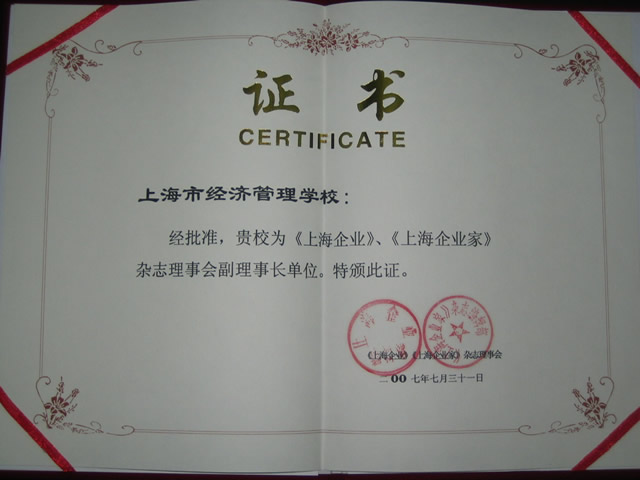 证 书
CERTIFICATE
上海市经济管理学校：
经批准，贵校为《上海企业》、《上海企业家》
杂志理事会副理事长单位。特颁此证。
《上海企业》《上海企业家》杂志理事会
二00七年七月三十一日